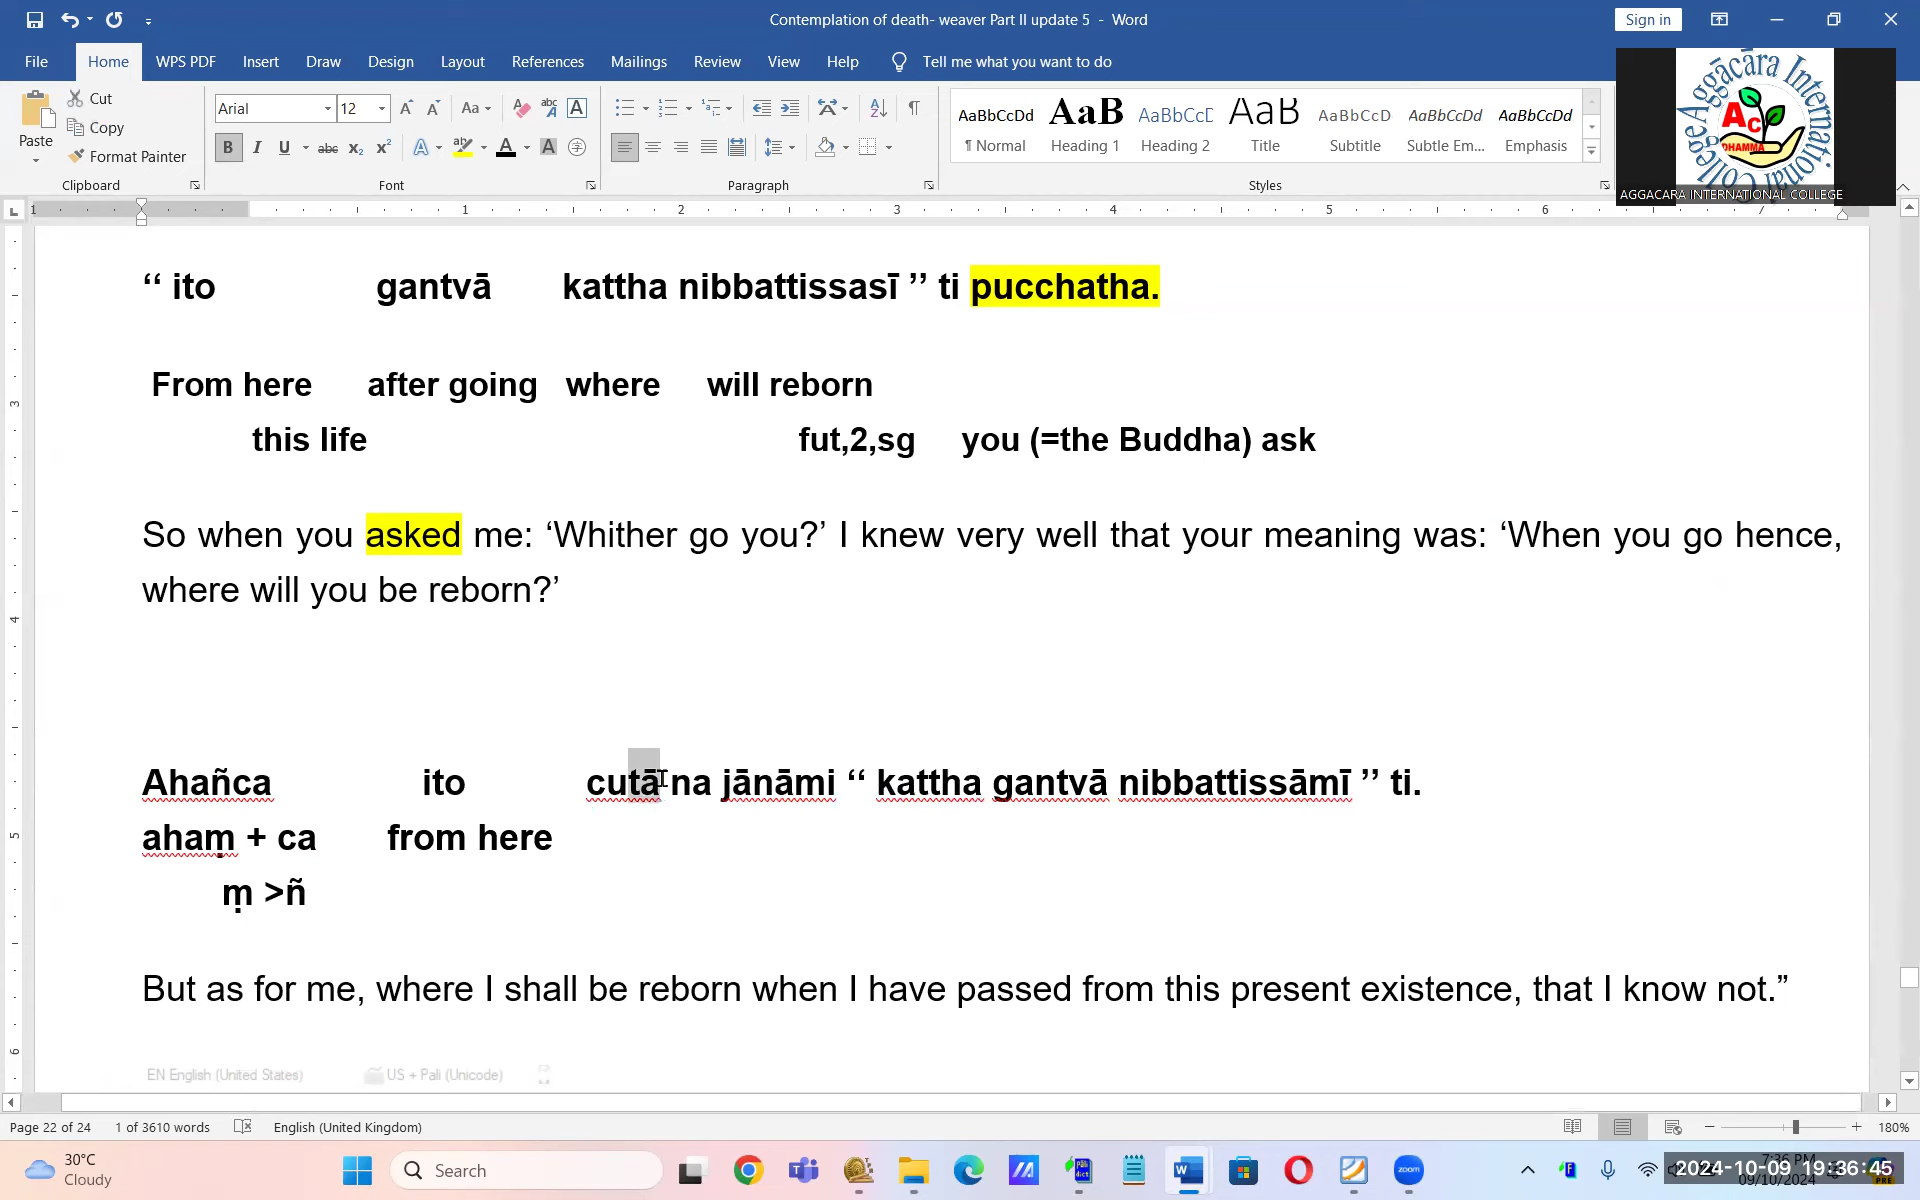 Contemplation of death- weaver Part II update 5 - Word
Sign in
File Home WPS PDF Insert Draw Design Layout References Mailings Review View Help Tell me what you want to do
Paste
Cut
Copy
Format Painter
Clipboard
Arial 12
Font
Paragraph
AaBbCcDd AaB AaBbCcD AaB AaBbCcD AaBbCcDd AaBbCcDd
¶ Normal Heading 1 Heading 2 Title Subtitle Subtle Em... Emphasis
Styles
Aggācāra International College
AC
DHAMMA
AGGACARA INTERNATIONAL COLLEGE
“ ito gantvā kattha nibbattissasī ” ti pucchatha.
From here after going where will reborn
this life fut,2,sg you (=the Buddha) ask
So when you asked me: ‘Whither go you?’ I knew very well that your meaning was: ‘When you go hence,
where will you be reborn?’
Ahañca ito cutā na jānāmi “ kattha gantvā nibbattissāmī ” ti.
ahaṃ + ca from here
ṃ >ñ
But as for me, where I shall be reborn when I have passed from this present existence, that I know not.”
EN English (United States) US + Pali (Unicode)
Page 22 of 24 1 of 3610 words English (United Kingdom) 180%
30°C
Cloudy
Search
2024-10-09 19:36:45